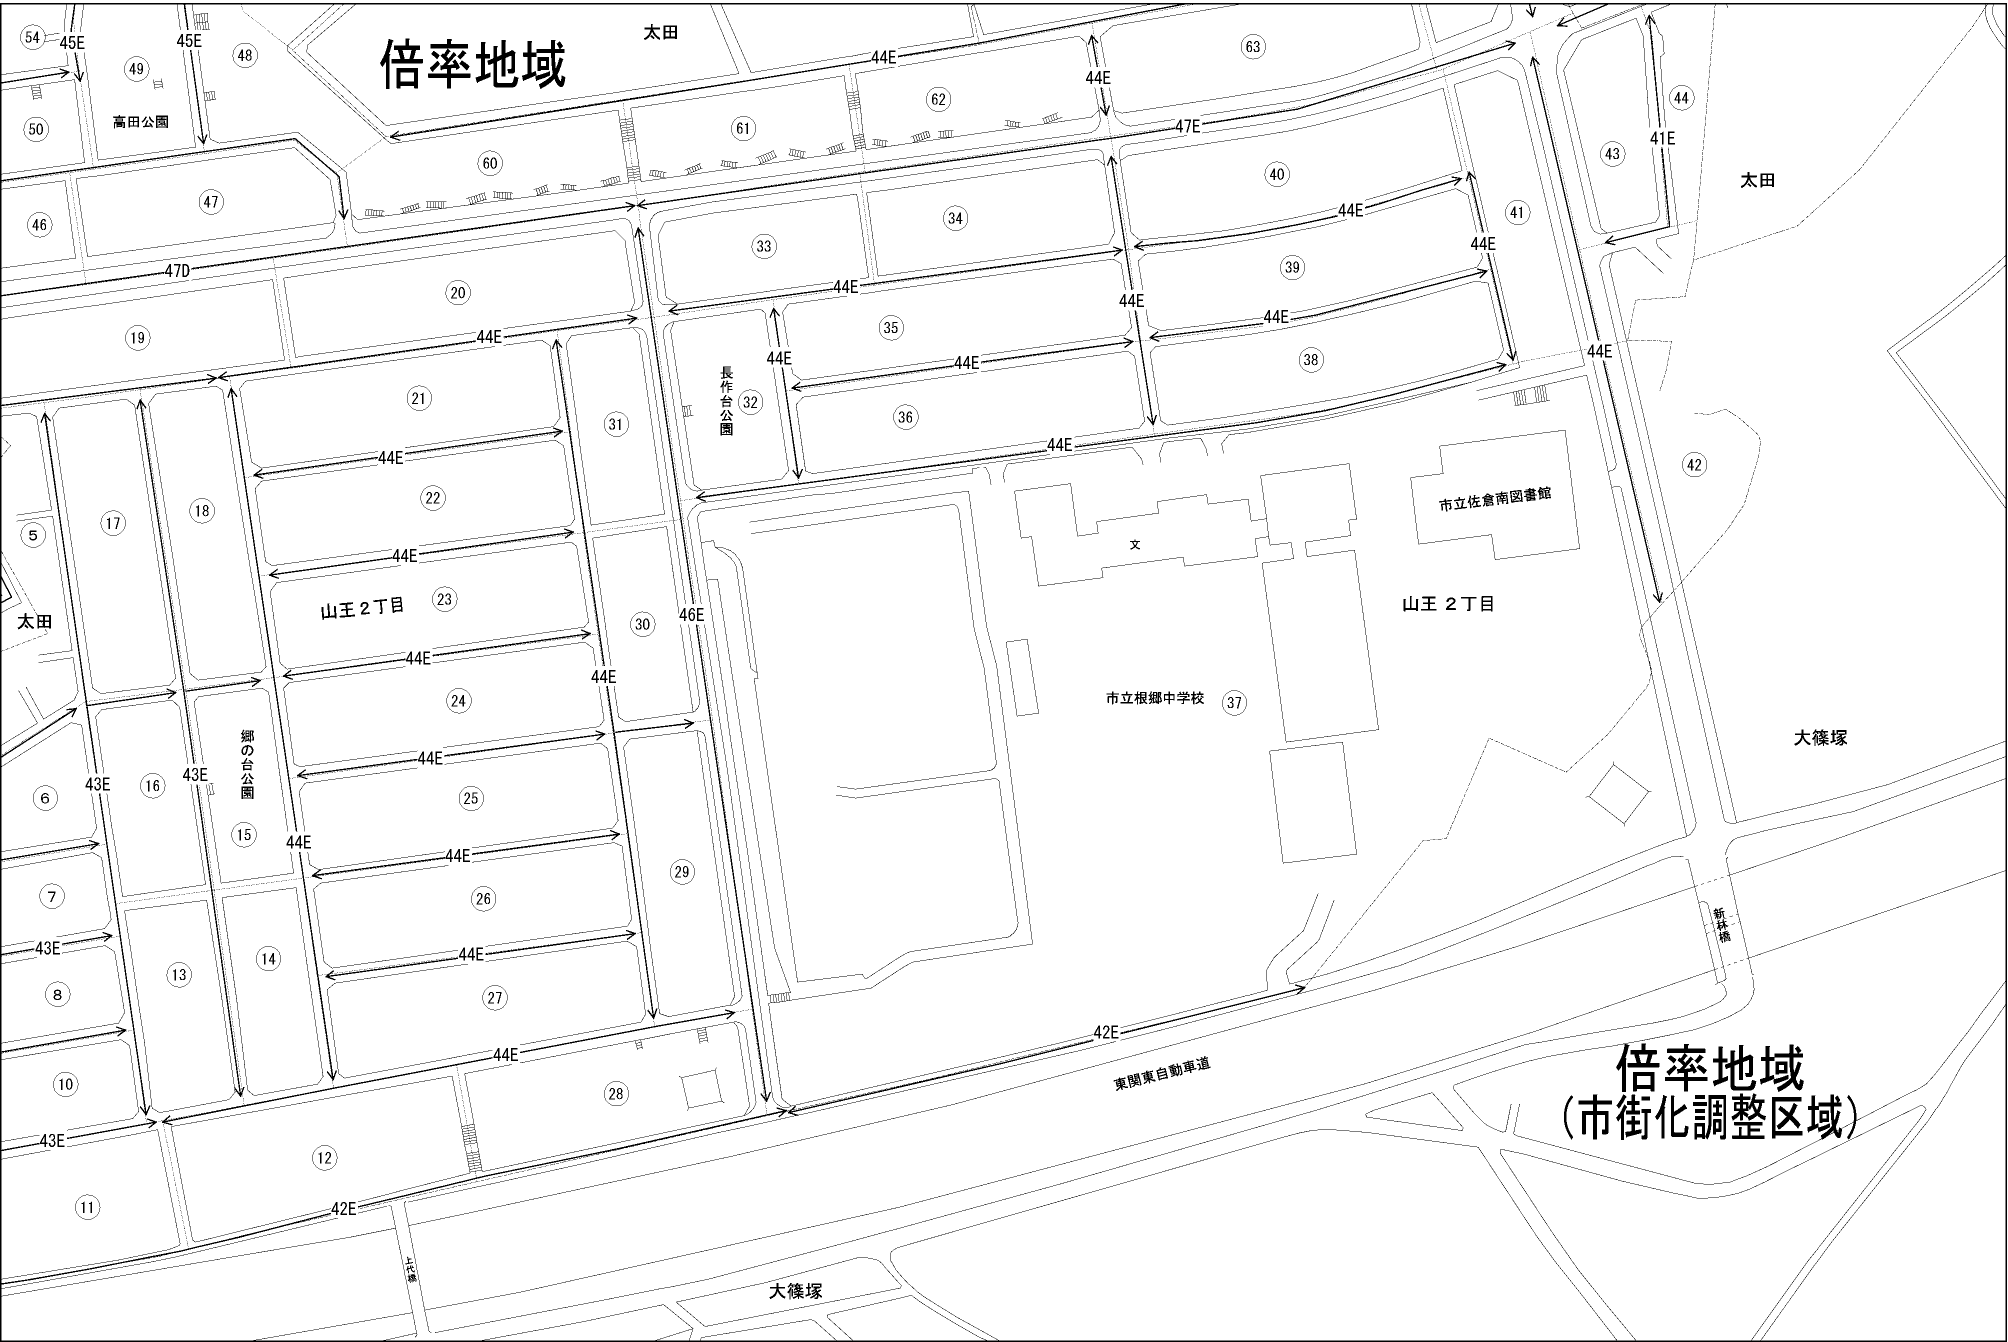 54
45E
45E
48
倍率地域
太田
44E
63
49
44E
62
44
50
高田公園
61
47E
41E
60
43
46
47
40
太田
34
44E
41
33
44E
47D
39
20
44E
44E
19
44E
35
44E
44E
44E
38
44E
21
長作台公園
32
36
31
44E
44E
22
42
市立佐倉南図書館
5
17
18
44E
文
山王2丁目
23
山王 2丁目
太田
30
46E
44E
44E
24
市立根郷中学校
37
郷の台公園
大篠塚
44E
6
43E
16
43E
25
15
44E
44E
29
7
26
新林橋
43E
44E
14
13
8
27
42E
44E
東関東自動車道
倍率地域
(市街化調整区域)
10
28
43E
12
11
42E
上代橋
大篠塚